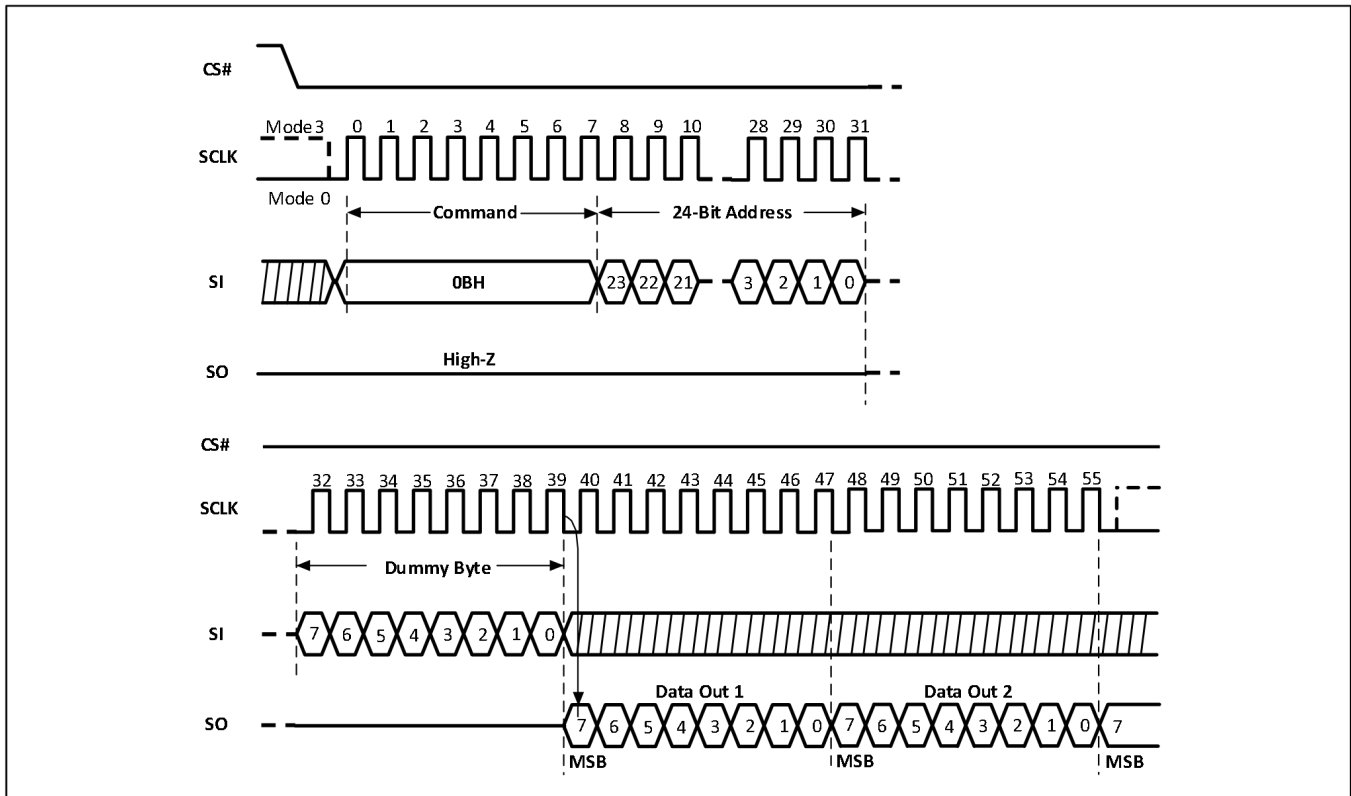 CS#
Mode 3 0 1 2 3 4 5 6 7 8 9 10 28 29 30 31
SCLK
Mode 0
Command 24-Bit Address
SI 0BH 23 22 21 3 2 1 0
High-Z
SO
CS#
32 33 34 35 36 37 38 39 40 41 42 43 44 45 46 47 48 49 50 51 52 53 54 55
SCLK
Dummy Byte
SI 7 6 5 4 3 2 1 0
Data Out 1 Data Out 2
SO 7 6 5 4 3 2 1 0 7 6 5 4 3 2 1 0 7
MSB MSB MSB